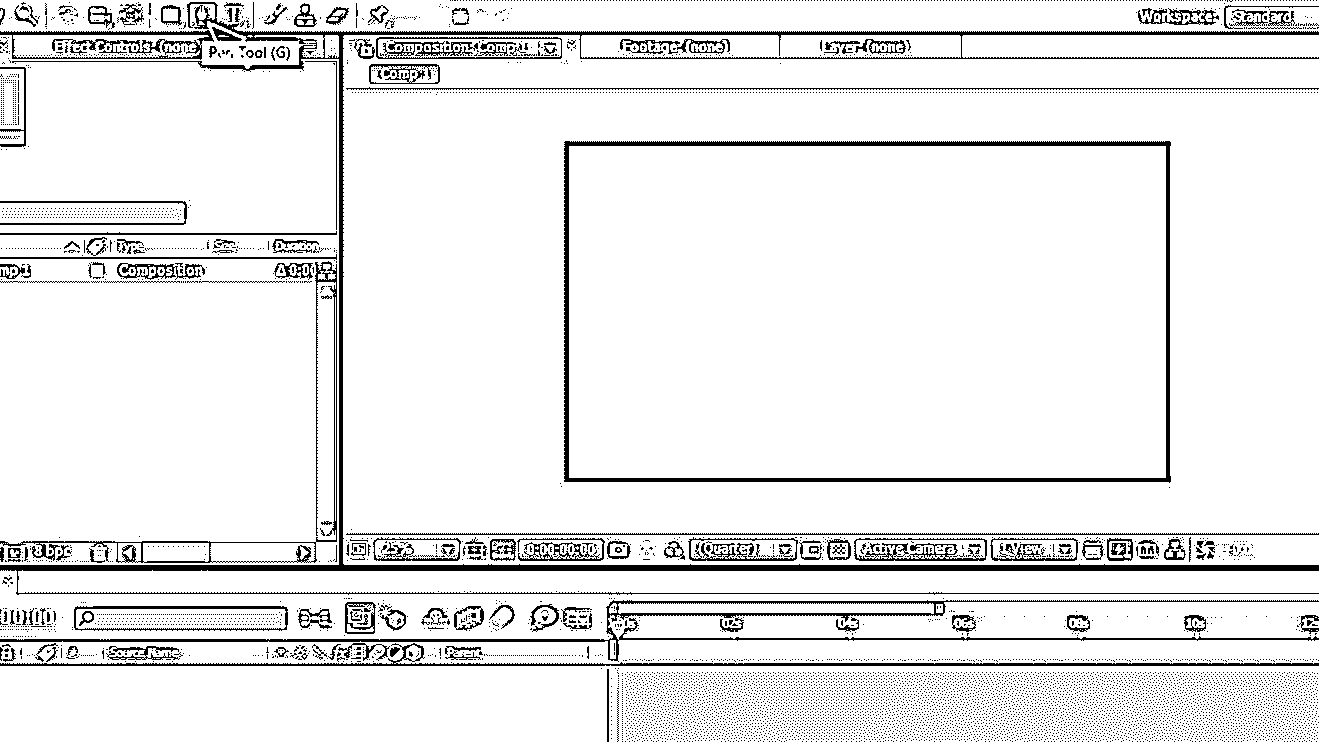 Workspace: Standard
Effect Controls: (none)
Pen Tool (G)
Composition: Comp 1
Footage: (none)
Layer: (none)
Comp 1
Type
Size
Duration
mp 1
Composition
Δ 0:00
8 bpc
25%
0:00:00:00
(Quarter)
Active Camera
1 View
02s
04s
06s
08s
10s
12s
#
Source Name
Parent